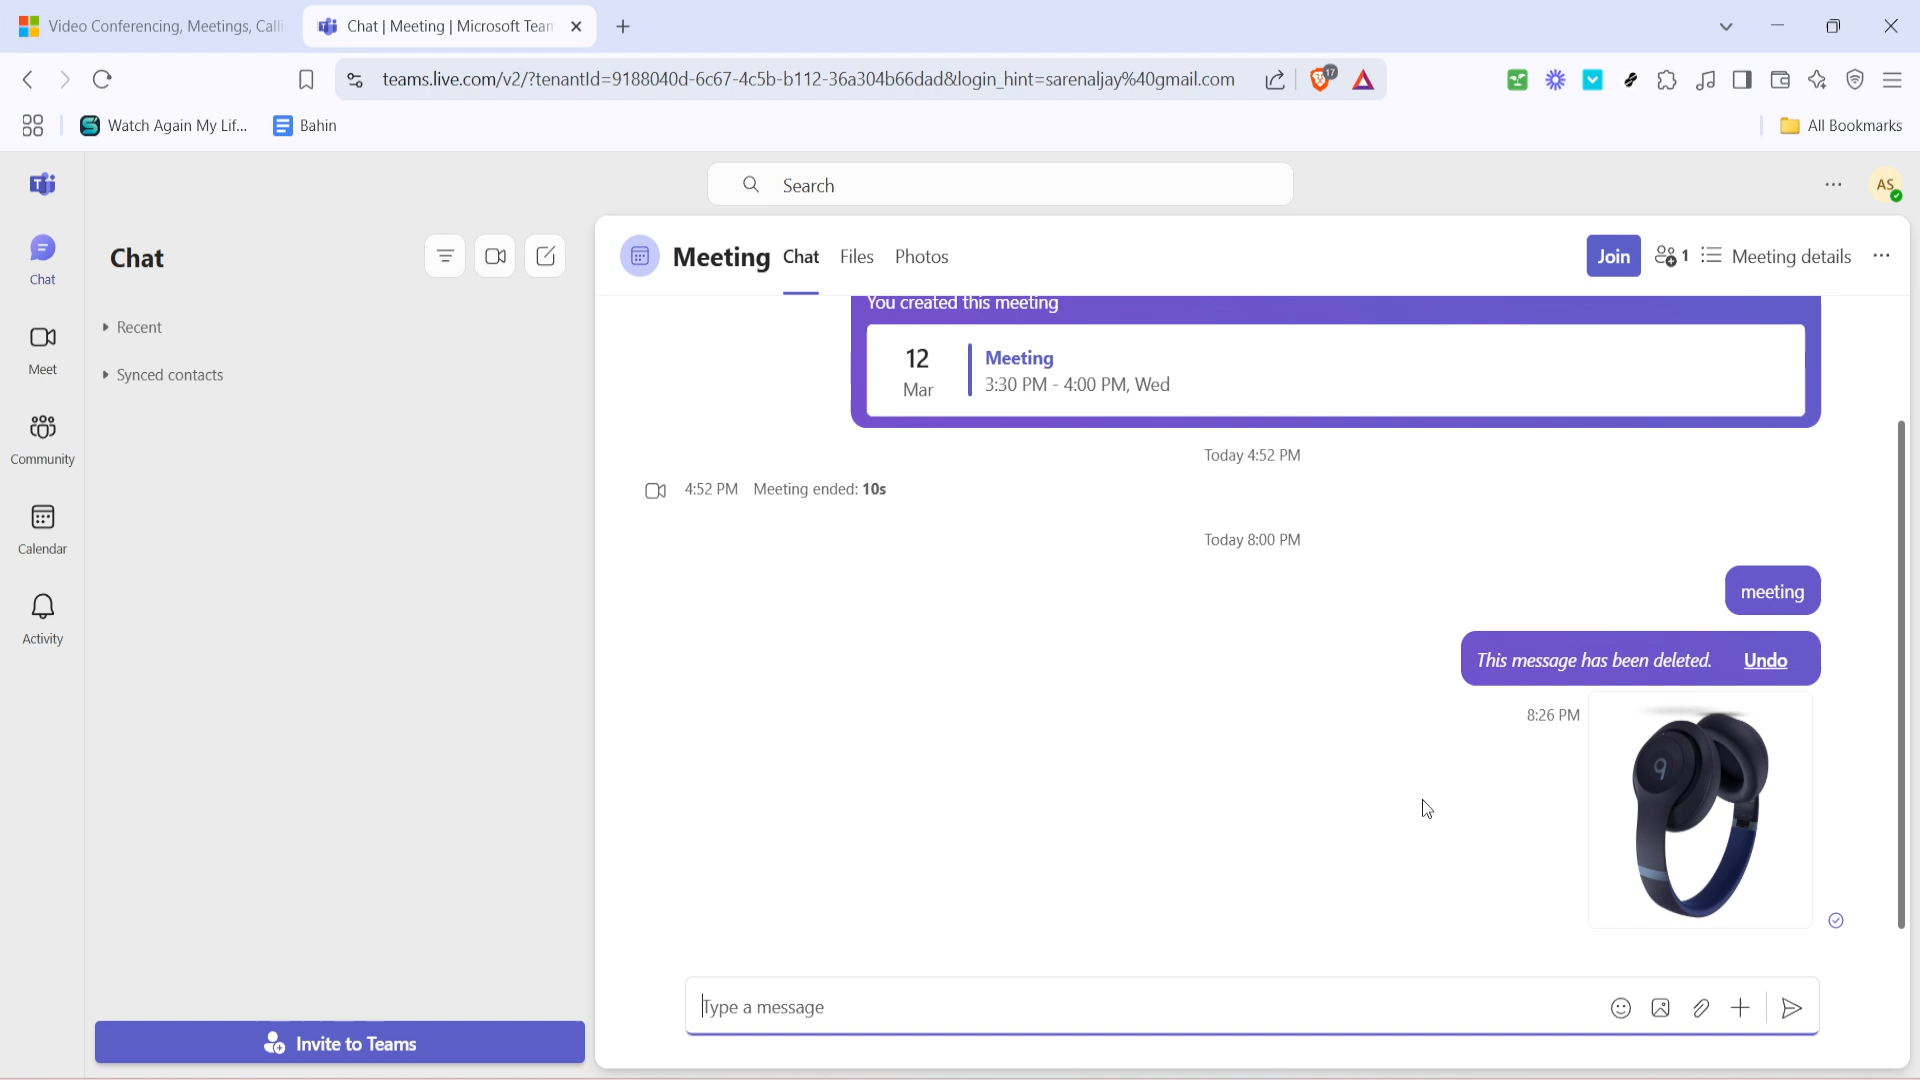 Video Conferencing, Meetings, Calli
Chat | Meeting | Microsoft Tean
teams.live.com/v2/?tenantId=9188040d-6c67-4c5b-b112-36a304b66dad&login_hint=sarenaljay%40gmail.com
17
Watch Again My Lif...
Bahin
All Bookmarks
Search
AS
Chat
Chat
Meet
Community
Calendar
Activity
Recent
Synced contacts
Invite to Teams
Meeting
Chat
Files
Photos
Join
1
Meeting details
You created this meeting
12
Mar
Meeting
3:30 PM - 4:00 PM, Wed
Today 4:52 PM
4:52 PM Meeting ended: 10s
Today 8:00 PM
meeting
This message has been deleted. Undo
8:26 PM
Type a message